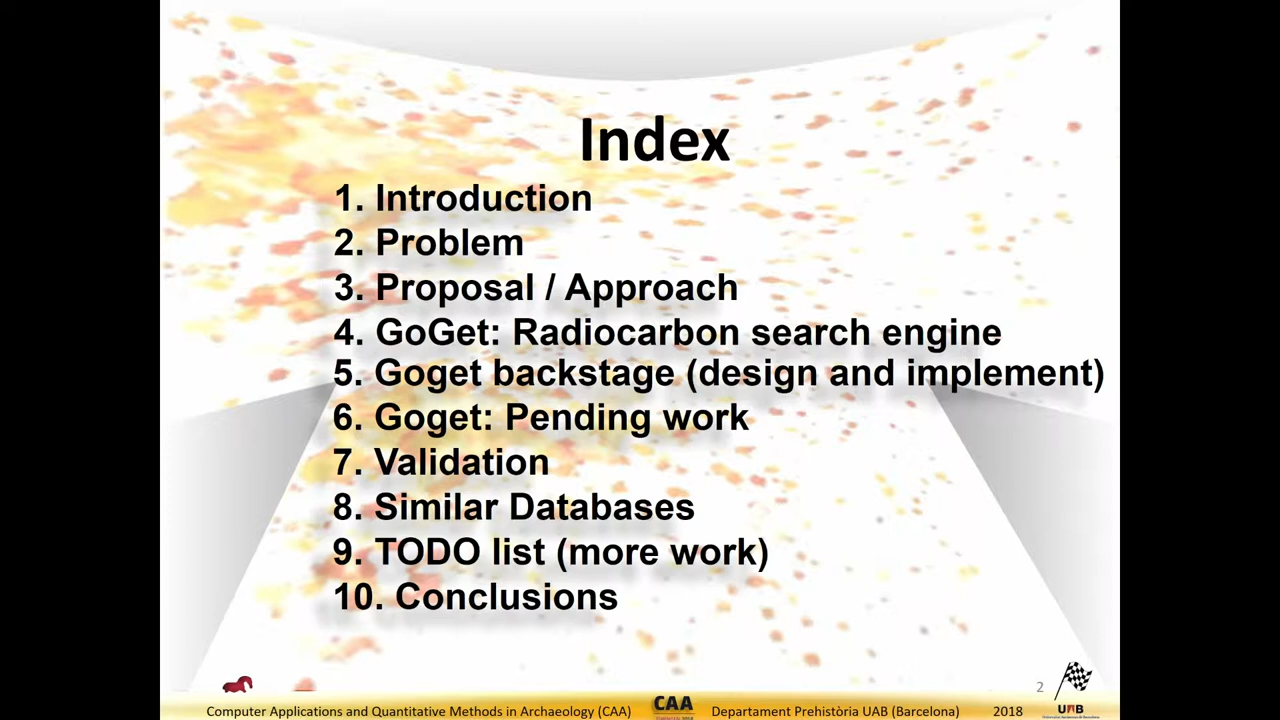 Index
1. Introduction
2. Problem
3. Proposal / Approach
4. GoGet: Radiocarbon search engine
5. Goget backstage (design and implement)
6. Goget: Pending work
7. Validation
8. Similar Databases
9. TODO list (more work)
10. Conclusions
2
CAA
UAB
Computer Applications and Quantitative Methods in Archaeology (CAA) Departament Prehistòria UAB (Barcelona) 2018